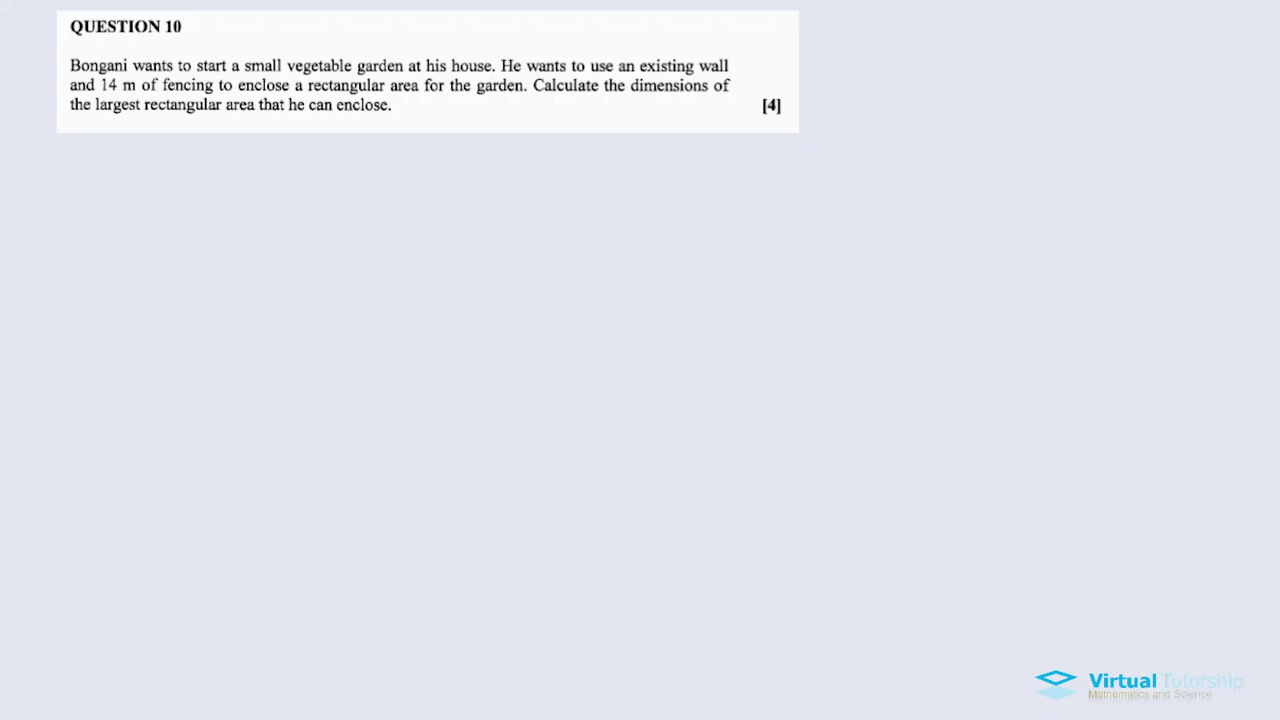 QUESTION 10
Bongani wants to start a small vegetable garden at his house. He wants to use an existing wall
and 14 m of fencing to enclose a rectangular area for the garden. Calculate the dimensions of
the largest rectangular area that he can enclose. [4]
Virtual Tutorship
Mathematics and Science